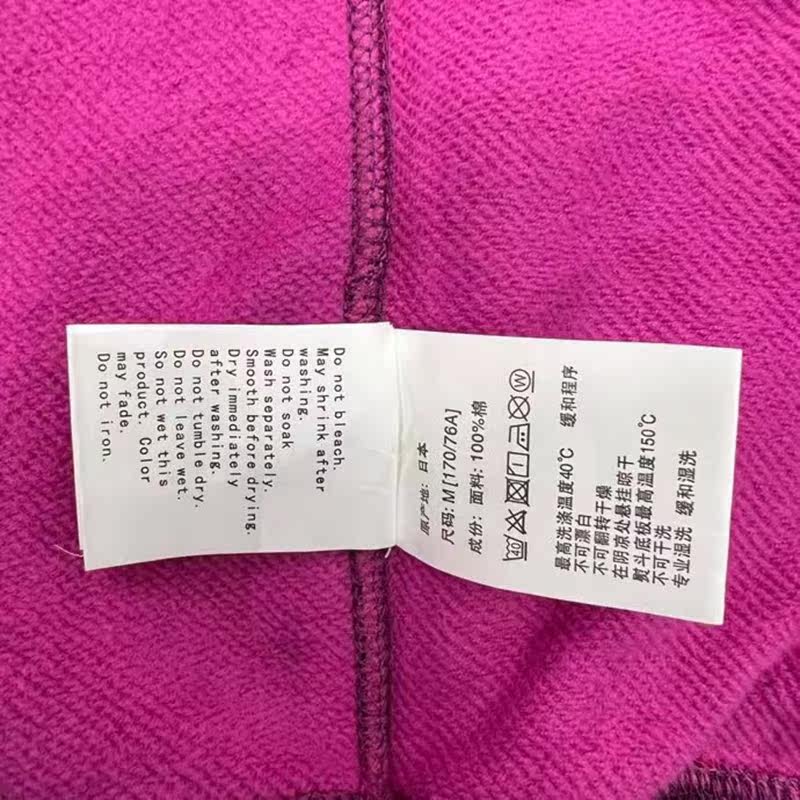 Do not bleach.
May shrink after
washing.
Do not soak
Wash separately.
Smooth before drying.
Dry immediately
after washing.
Do not tumble dry.
Do not leave wet.
So not wet this
product. Color
may fade.
Do not iron.
原产地: 日本
尺码: M[170/76A]
成份: 面料: 100%棉
40 W
最高洗涤温度40℃ 缓和程序
不可漂白
不可翻转干燥
在阴凉处悬挂晾干
熨斗底板最高温度150℃
不可干洗
专业湿洗 缓和湿洗